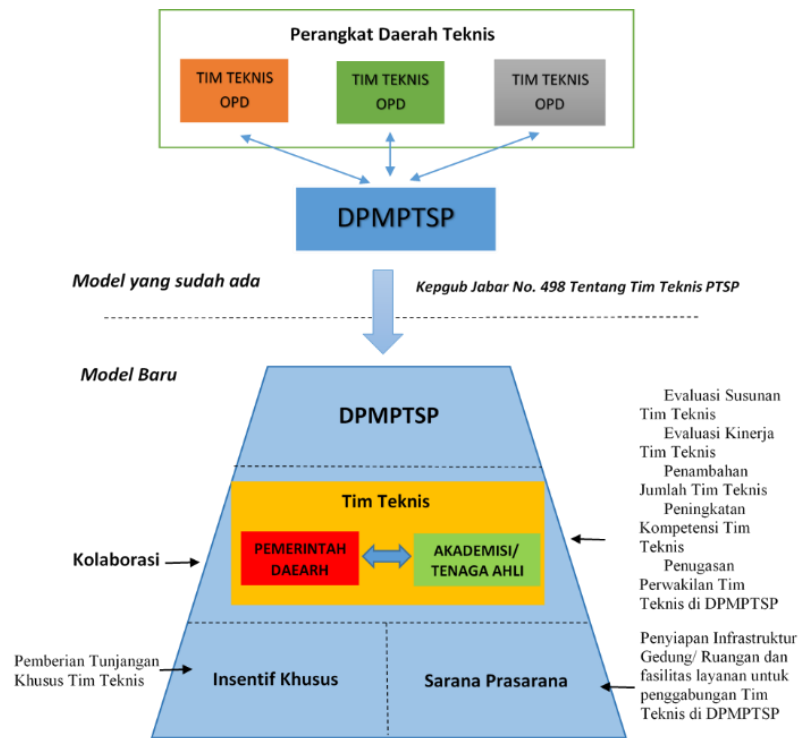 Perangkat Daerah Teknis
TIM TEKNIS
OPD
TIM TEKNIS
OPD
TIM TEKNIS
OPD
DPMPTSP
Model yang sudah ada
Kepgub Jabar No. 498 Tentang Tim Teknis PTSP
Model Baru
DPMPTSP
Tim Teknis
PEMERINTAH
DAEARH
AKADEMISI/
TENAGA AHLI
Kolaborasi
Evaluasi Susunan
Tim Teknis
Evaluasi Kinerja
Tim Teknis
Penambahan
Jumlah Tim Teknis
Peningkatan
Kompetensi Tim
Teknis
Penugasan
Perwakilan Tim
Teknis di DPMPTSP
Pemberian Tunjangan
Khusus Tim Teknis
Insentif Khusus
Sarana Prasarana
Penyiapan Infrastruktur
Gedung/ Ruangan dan
fasilitas layanan untuk
penggabungan Tim
Teknis di DPMPTSP